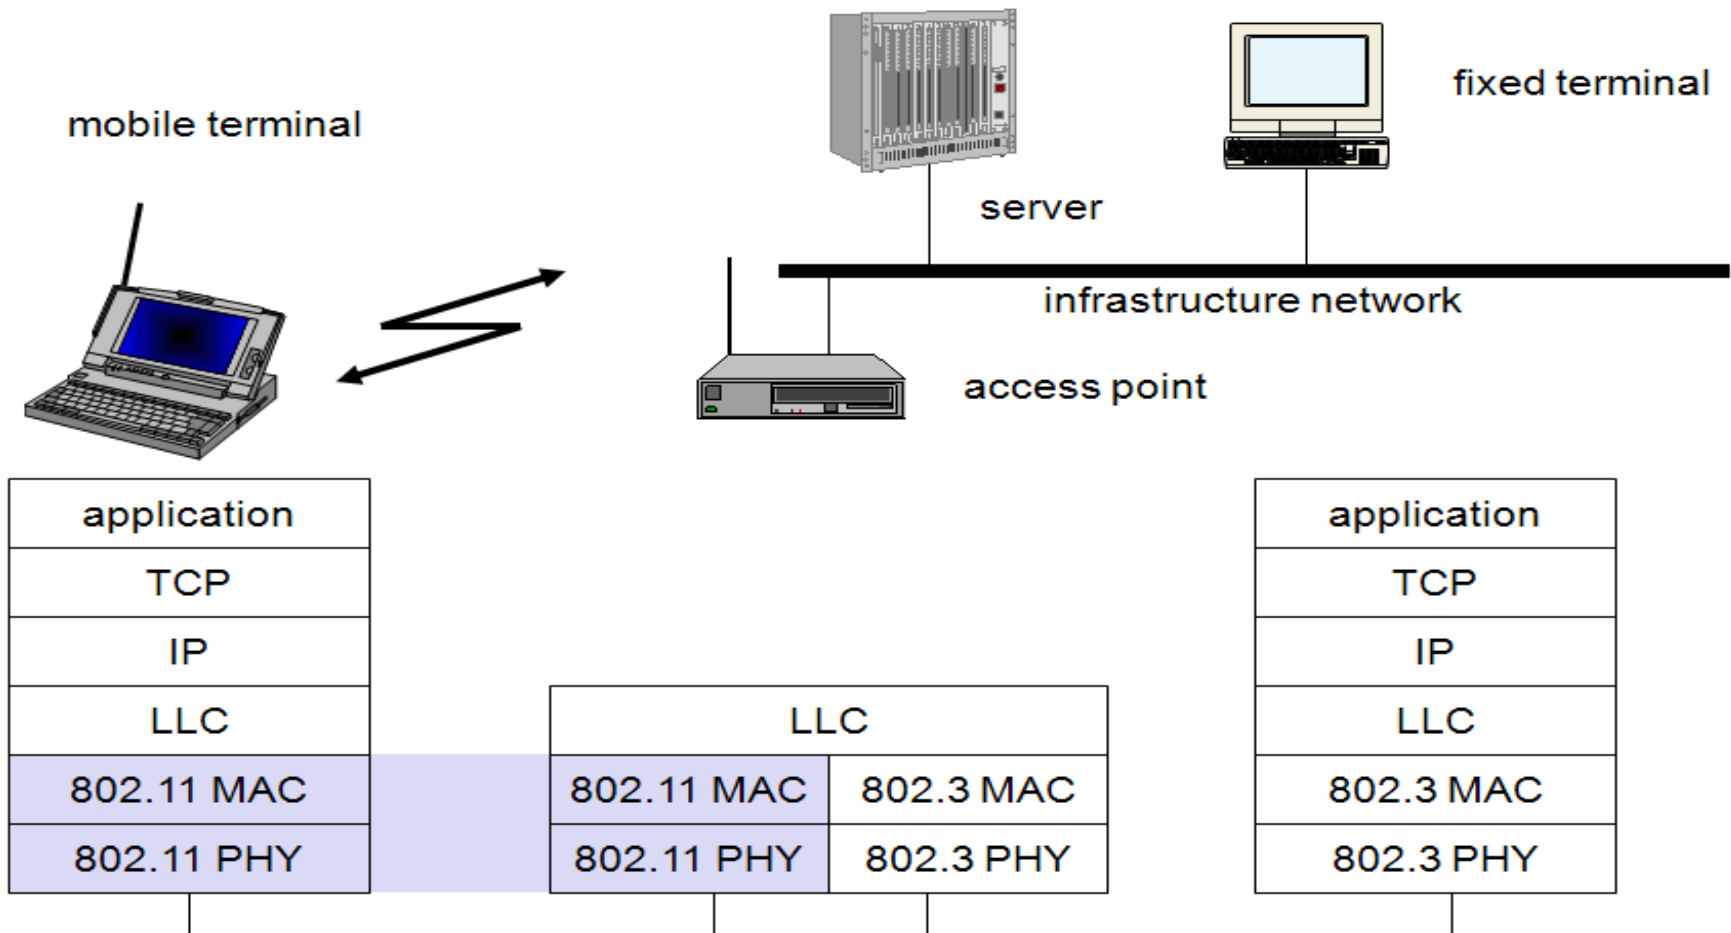 fixed terminal
mobile terminal
server
infrastructure network
access point
application
TCP
IP
LLC
802.11 MAC
802.11 PHY
LLC
802.11 MAC
802.3 MAC
802.11 PHY
802.3 PHY
application
TCP
IP
LLC
802.3 MAC
802.3 PHY